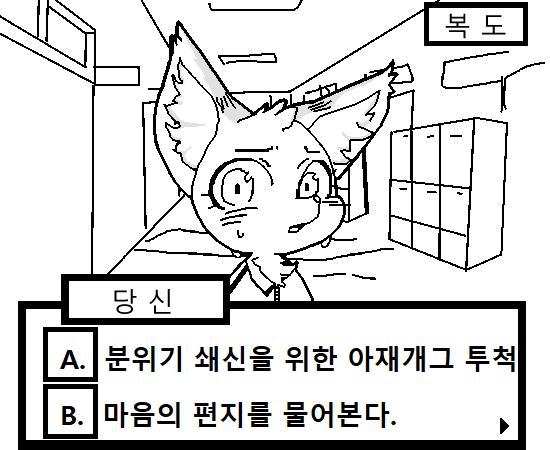 복 도
당 신
A. 분위기 쇄신을 위한 아재개그 투척
B. 마음의 편지를 물어본다.